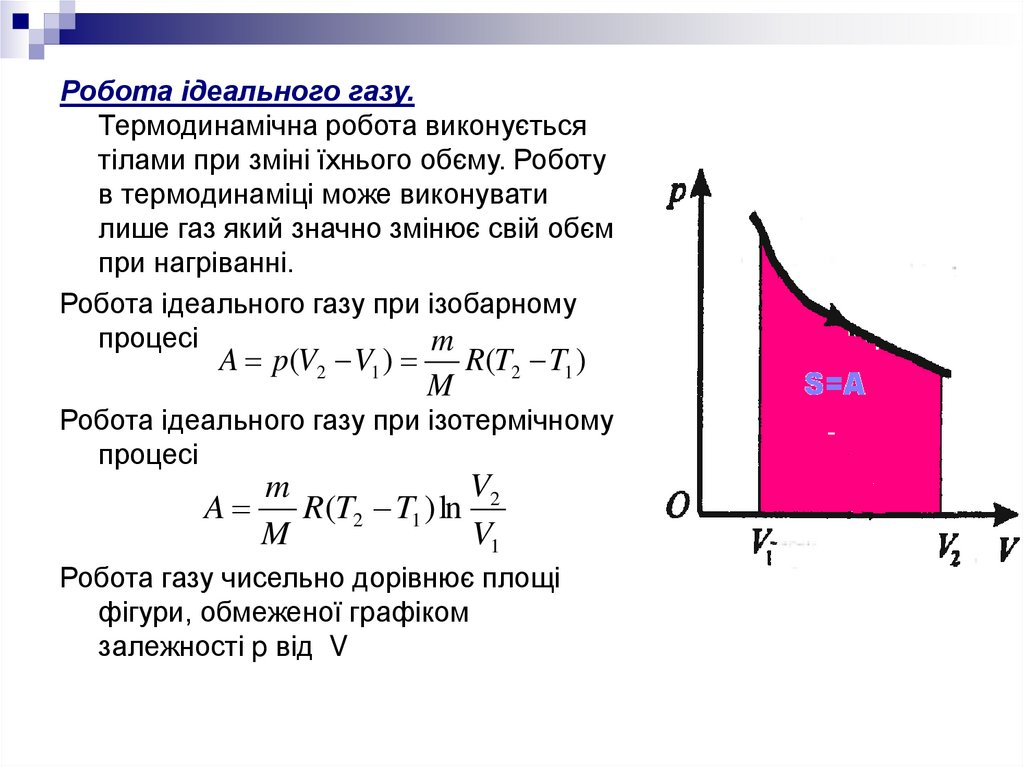 Робота ідеального газу.
Термодинамічна робота виконується
тілами при зміні їхнього обєму. Роботу
в термодинаміці може виконувати
лише газ який значно змінює свій обєм
при нагріванні.
Робота ідеального газу при ізобарному
процесі
A = p(V₂ − V₁) = m/M R(T₂ − T₁)
Робота ідеального газу при ізотермічному
процесі
A = m/M R(T₂ − T₁) ln V₂/V₁
Робота газу чисельно дорівнює площі
фігури, обмеженої графіком
залежності р від V
p
S=A
O
V₁ V₂ V